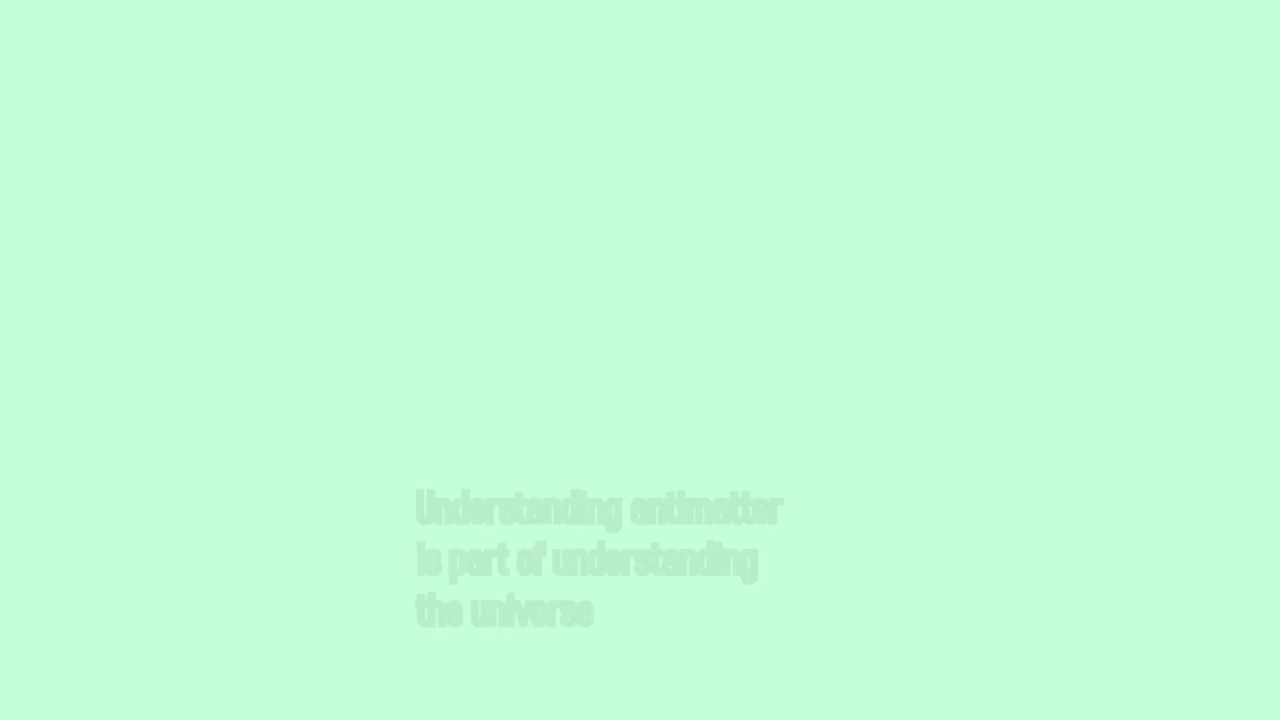 Understanding antimatter
is part of understanding
the universe